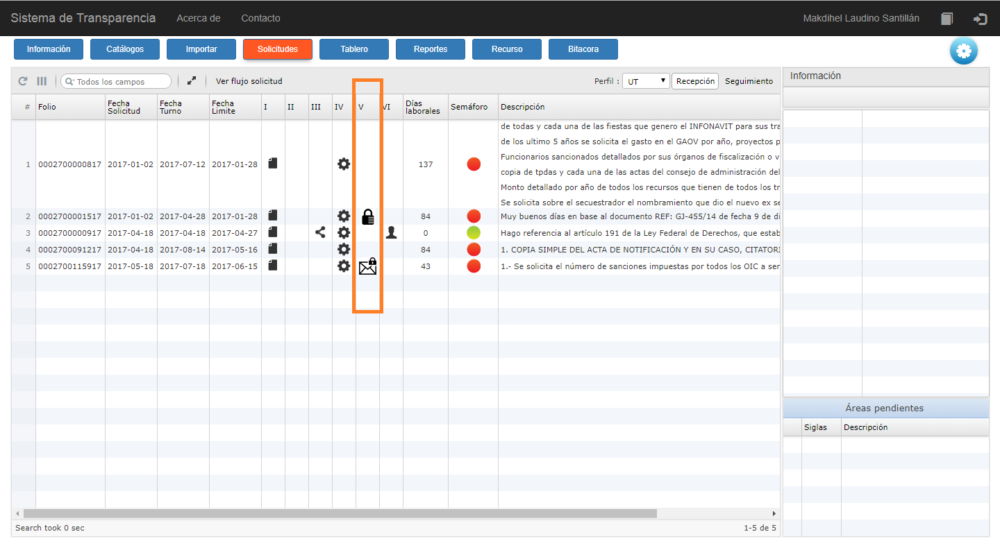 Sistema de Transparencia Acerca de Contacto Makdihel Laudino Santillán
Información Catálogos Importar Solicitudes Tablero Reportes Recurso Bitacora
Todos los campos Ver flujo solicitud Perfil : UT Recepción Seguimiento Información
# Folio Fecha Solicitud Fecha Turno Fecha Limite I II III IV V VI Días laborales Semáforo Descripción
de todas y cada una de las fiestas que genero el INFONAVIT para sus tra
de los ultimo 5 años se solicita el gasto en el GAOV por año, proyectos p
Funcionarios sancionados detallados por sus órganos de fiscalización o v
1 0002700000817 2017-01-02 2017-07-12 2017-01-28 137
copia de tpdas y cada una de las actas del consejo de administración del
Monto detallado por año de todos los recursos que tienen de todos los tr
Se solicita sobre el secuestrador el nombramiento que dio el nuevo ex se
2 0002700001517 2017-01-02 2017-04-28 2017-01-28 84 Muy buenos días en base al documento REF: GJ-455/14 de fecha 9 de di
3 0002700000917 2017-04-18 2017-04-18 2017-04-27 0 Hago referencia al artículo 191 de la Ley Federal de Derechos, que estab
4 0002700091217 2017-04-18 2017-08-14 2017-05-16 84 1. COPIA SIMPLE DEL ACTA DE NOTIFICACIÓN Y EN SU CASO, CITATORI
5 0002700115917 2017-05-18 2017-07-18 2017-06-15 43 1.- Se solicita el número de sanciones impuestas por todos los OIC a ser
Áreas pendientes
Siglas Descripción
Search took 0 sec 1-5 de 5